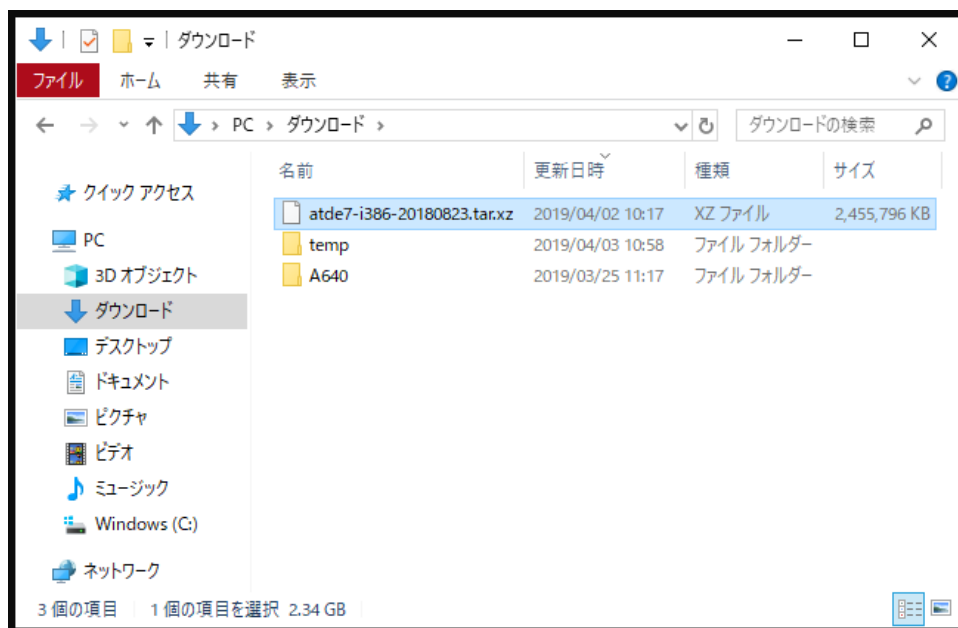 ダウンロード
ファイル ホーム 共有 表示
PC ダウンロード ダウンロードの検索
名前 更新日時 種類 サイズ
クイック アクセス
PC
3D オブジェクト
ダウンロード
デスクトップ
ドキュメント
ピクチャ
ビデオ
ミュージック
Windows (C:)
ネットワーク
atde7-i386-20180823.tar.xz 2019/04/02 10:17 XZ ファイル 2,455,796 KB
temp 2019/04/03 10:58 ファイル フォルダー
A640 2019/03/25 11:17 ファイル フォルダー
3 個の項目 1 個の項目を選択 2.34 GB